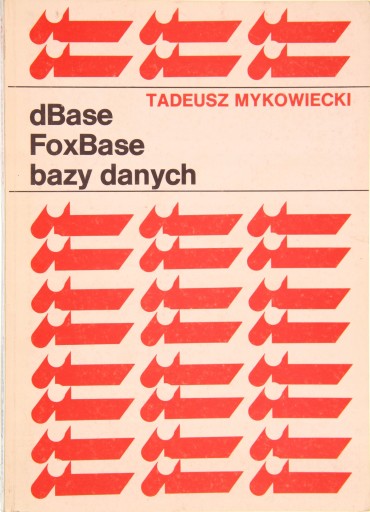 TADEUSZ MYKOWIECKI
dBase
FoxBase
bazy danych